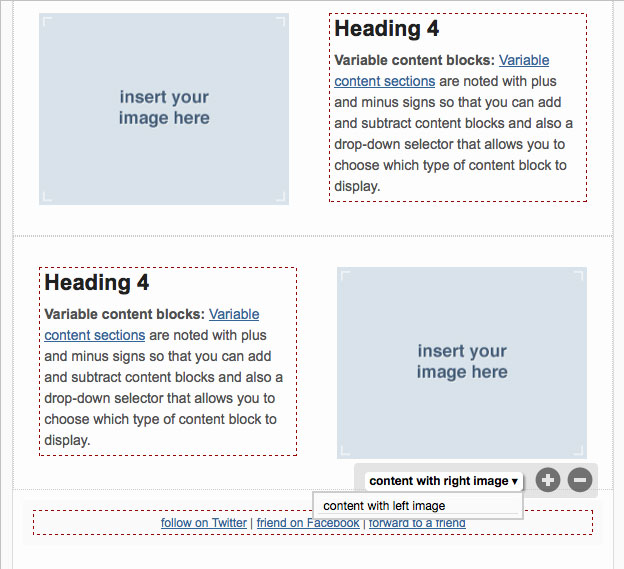 insert your
image here
Heading 4
Variable content blocks: Variable
content sections are noted with plus
and minus signs so that you can add
and subtract content blocks and also a
drop-down selector that allows you to
choose which type of content block to
display.
Heading 4
Variable content blocks: Variable
content sections are noted with plus
and minus signs so that you can add
and subtract content blocks and also a
drop-down selector that allows you to
choose which type of content block to
display.
insert your
image here
content with right image ▾
content with left image
follow on Twitter | friend on Facebook | forward to a friend